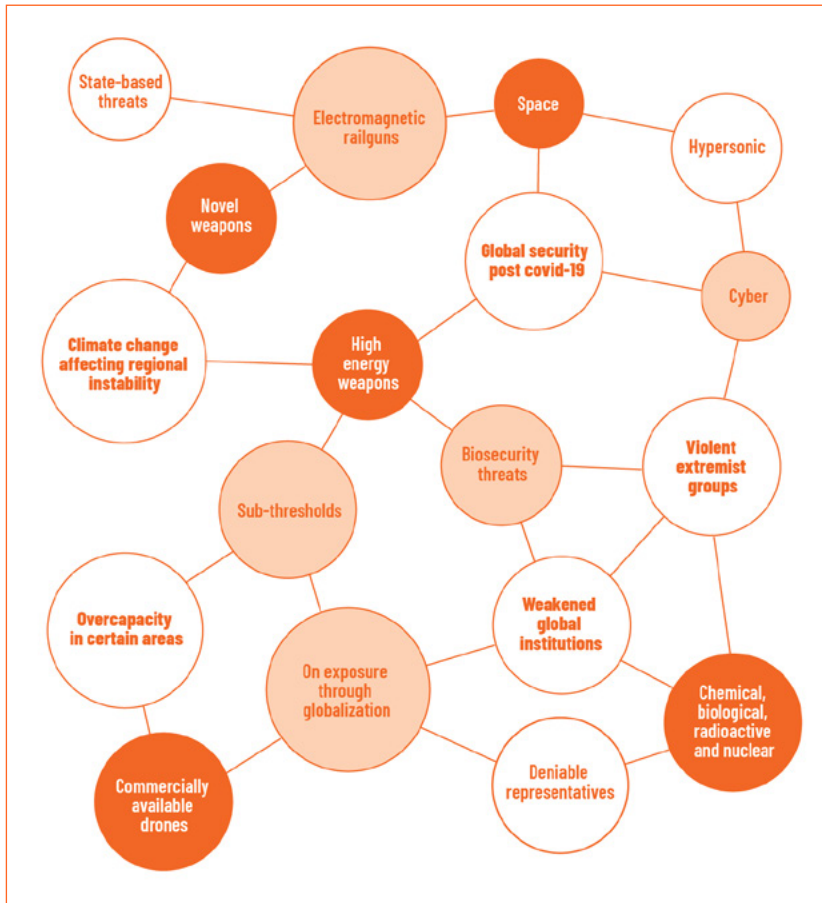 State-based
threats
Electromagnetic
railguns
Space
Hypersonic
Novel
weapons
Global security
post covid-19
Cyber
Climate change
affecting regional
instability
High
energy
weapons
Biosecurity
threats
Violent
extremist
groups
Sub-thresholds
Overcapacity
in certain areas
Weakened
global
institutions
On exposure
through
globalization
Chemical,
biological,
radioactive
and nuclear
Deniable
representatives
Commercially
available
drones